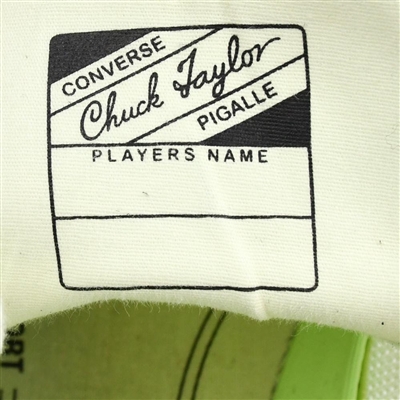 CONVERSE
Chuck Taylor
PIGALLE
PLAYERS NAME